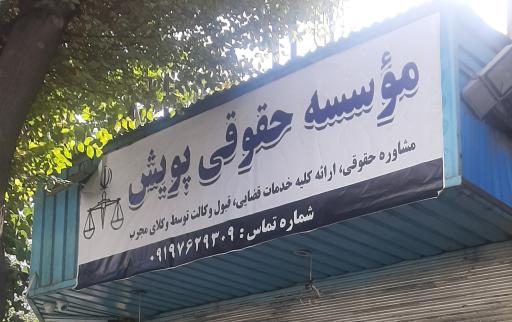 مؤسسه حقوقی پویش
مشاوره حقوقی، ارائه کلیه خدمات قضایی، قبول وکالت توسط وکلای مجرب
شماره تماس : ۰۹۱۹۷۶۲۹۳۰۹